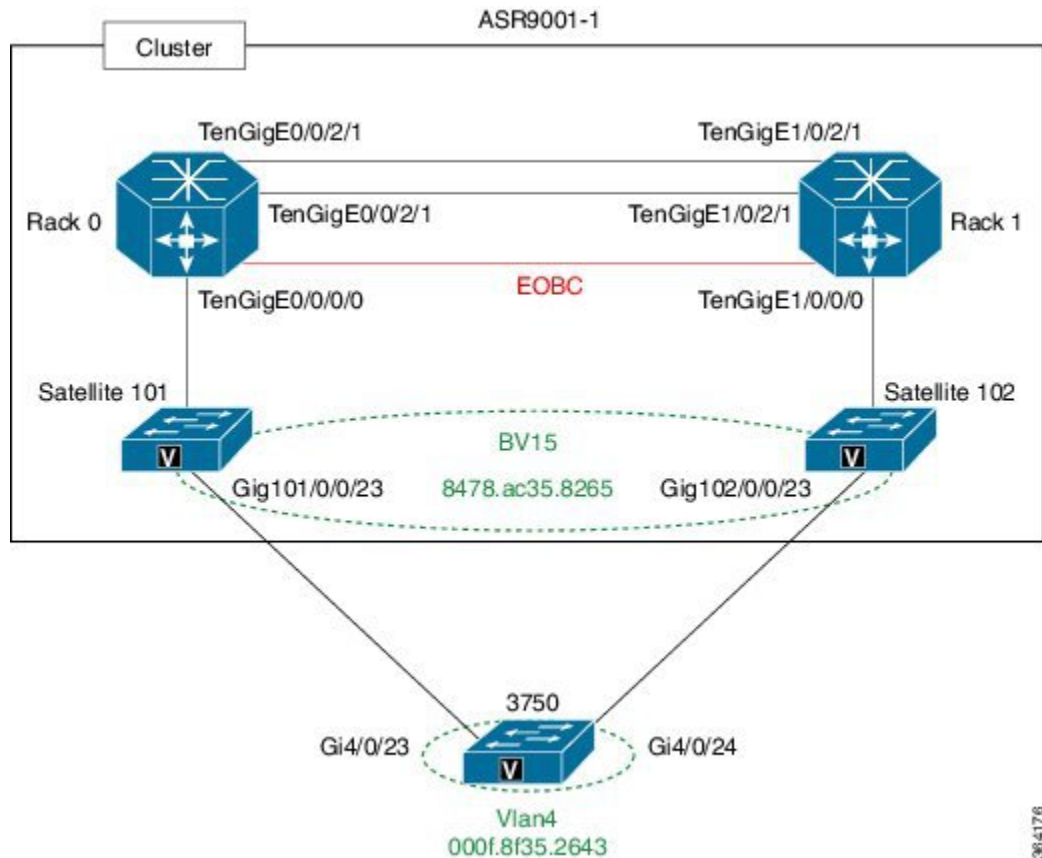 ASR9001-1
Cluster
TenGigE0/0/2/1
TenGigE1/0/2/1
Rack 0
TenGigE0/0/2/1
TenGigE1/0/2/1
Rack 1
EOBC
TenGigE0/0/0/0
TenGigE1/0/0/0
Satellite 101
Satellite 102
BV15
V
V
Gig101/0/0/23
8478.ac35.8265
Gig102/0/0/23
3750
Gi4/0/23
Gi4/0/24
V
Vlan4
000f.8f35.2643
364176